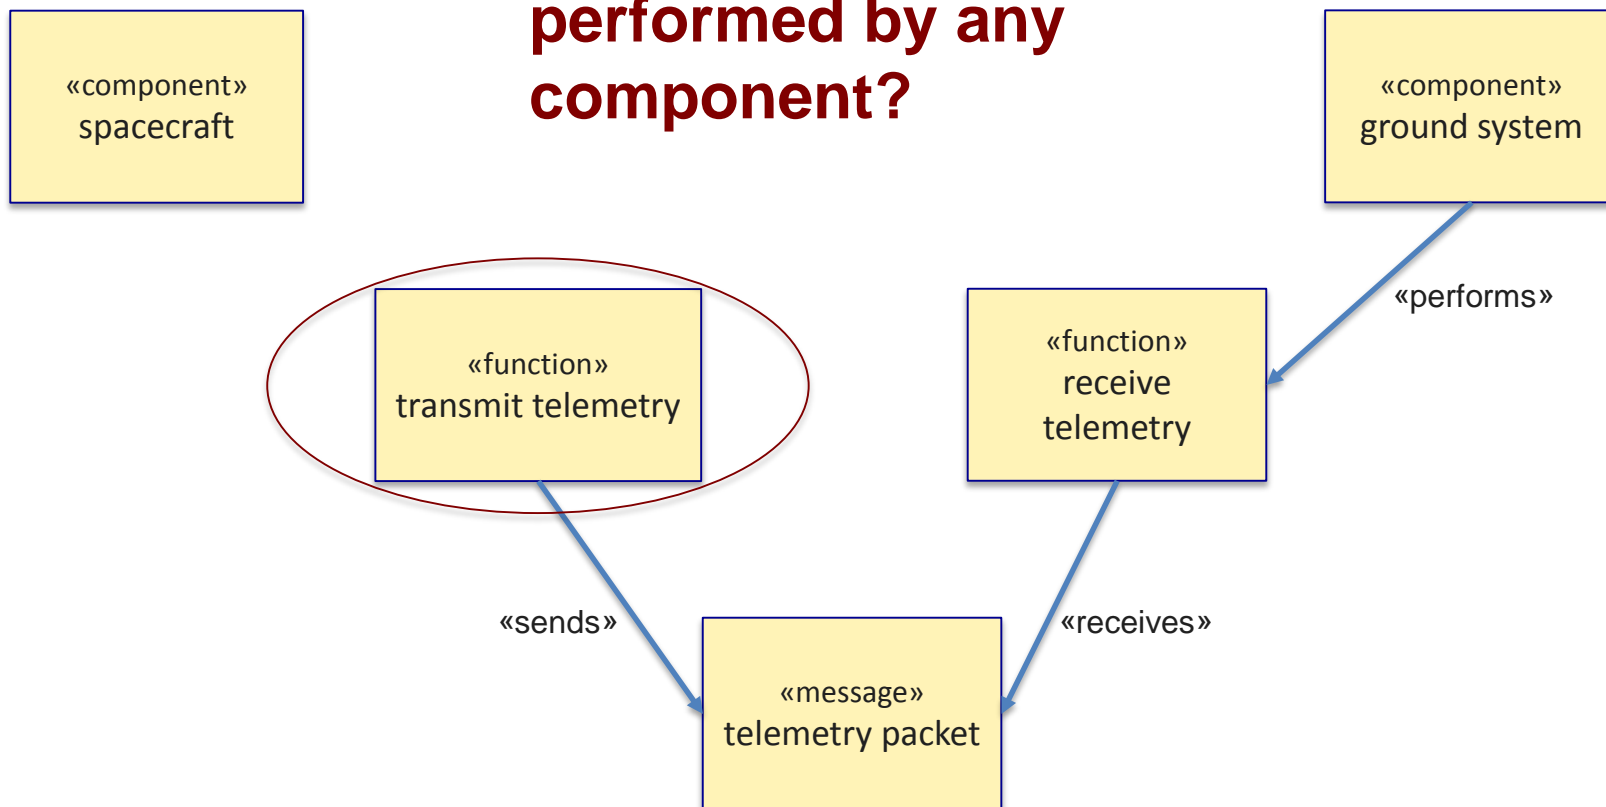 performed by any
component?
«component»
spacecraft
«component»
ground system
«performs»
«function»
transmit telemetry
«function»
receive
telemetry
«sends»
«receives»
«message»
telemetry packet